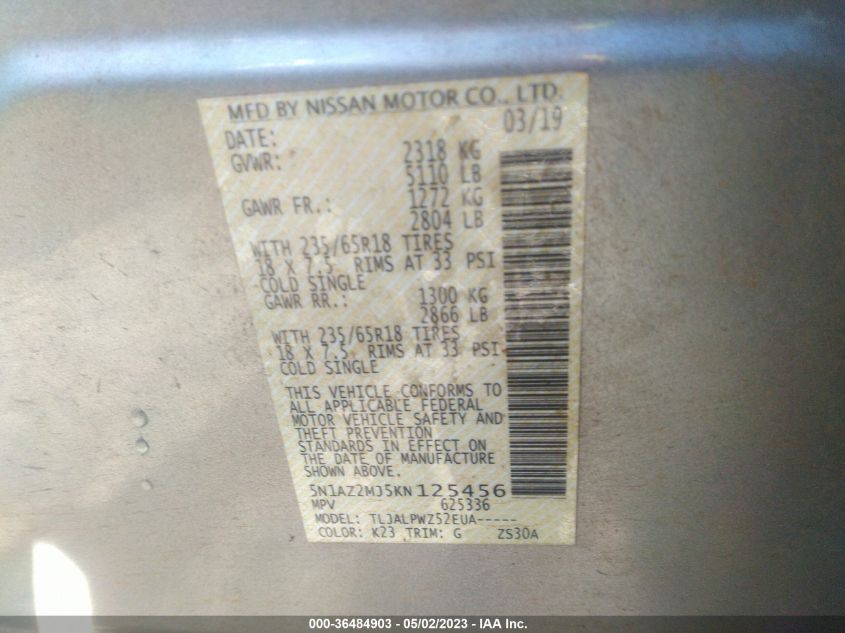 MFD BY NISSAN MOTOR CO., LTD.
DATE: 03/19
GVWR: 2318 KG
5110 LB
GAWR FR.: 1272 KG
2804 LB
WITH 235/65R18 TIRES
18 X 7.5 RIMS AT 33 PSI
COLD SINGLE
GAWR RR.: 1300 KG
2866 LB
WITH 235/65R18 TIRES
18 X 7.5 RIMS AT 33 PSI
COLD SINGLE
THIS VEHICLE CONFORMS TO
ALL APPLICABLE FEDERAL
MOTOR VEHICLE SAFETY AND
THEFT PREVENTION
STANDARDS IN EFFECT ON
THE DATE OF MANUFACTURE
SHOWN ABOVE.
5N1AZ2MJ5KN125456
MPV 625336
MODEL: TLJALPWZ52EUA-----
COLOR: K23 TRIM: G ZS30A
000-36484903 - 05/02/2023 - IAA Inc.